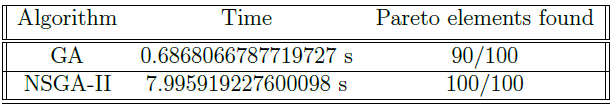 Algorithm Time Pareto elements found
GA 0.6868066787719727 s 90/100
NSGA-II 7.995919227600098 s 100/100